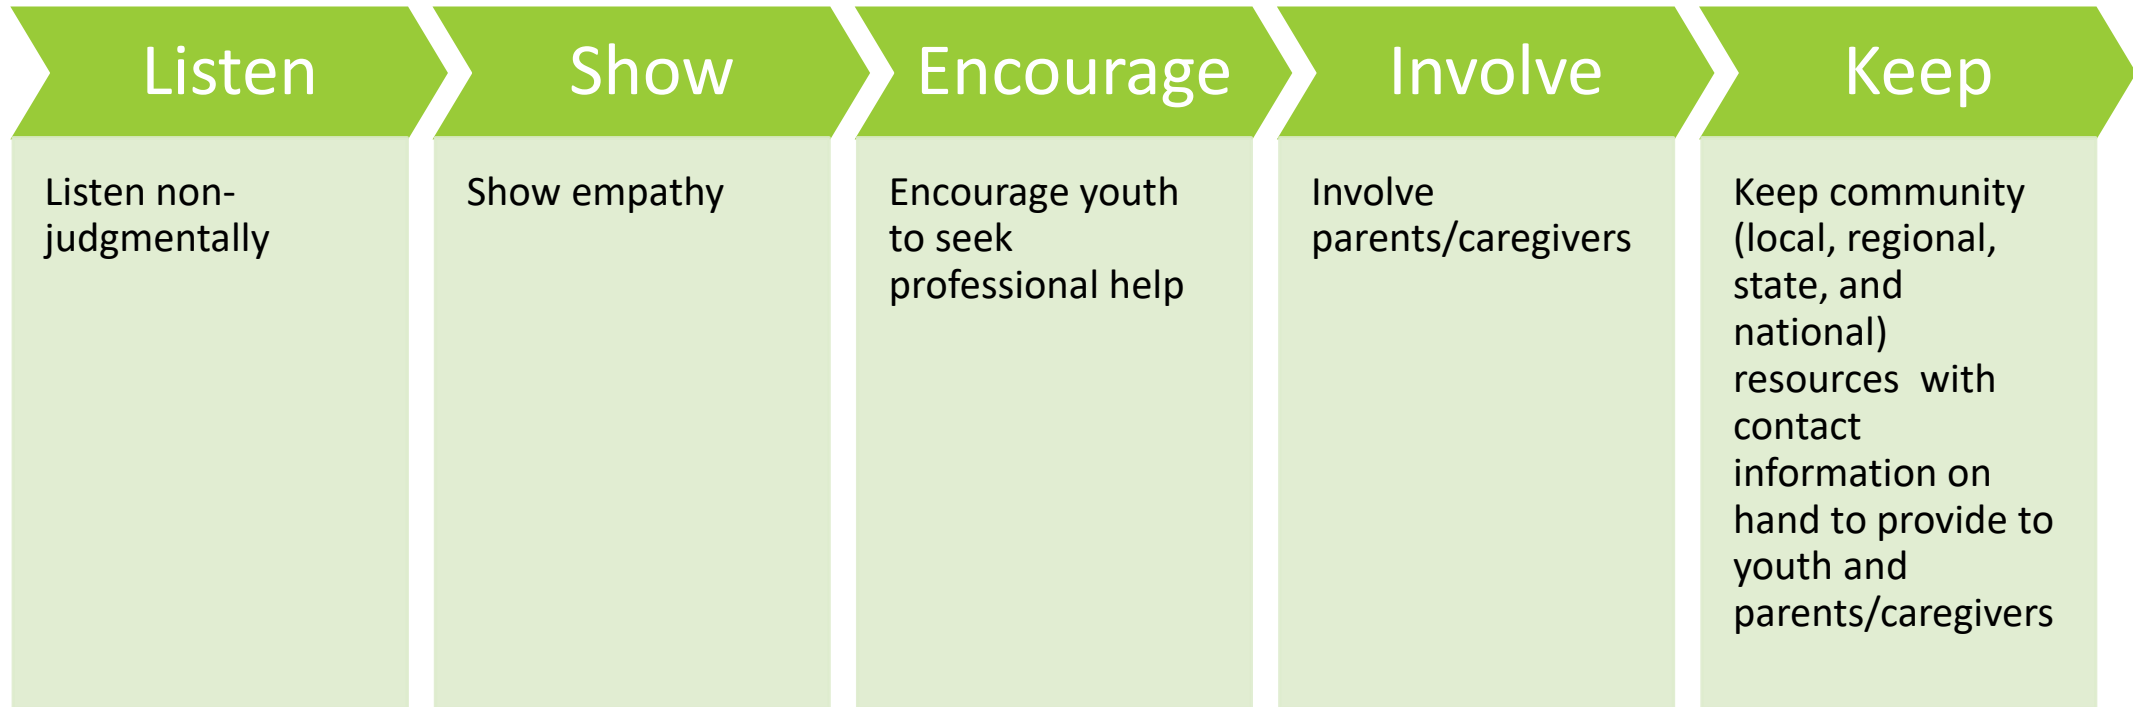 Listen
Listen non-
judgmentally
Show
Show empathy
Encourage
Encourage youth
to seek
professional help
Involve
Involve
parents/caregivers
Keep
Keep community
(local, regional,
state, and
national)
resources  with
contact
information on
hand to provide to
youth and
parents/caregivers